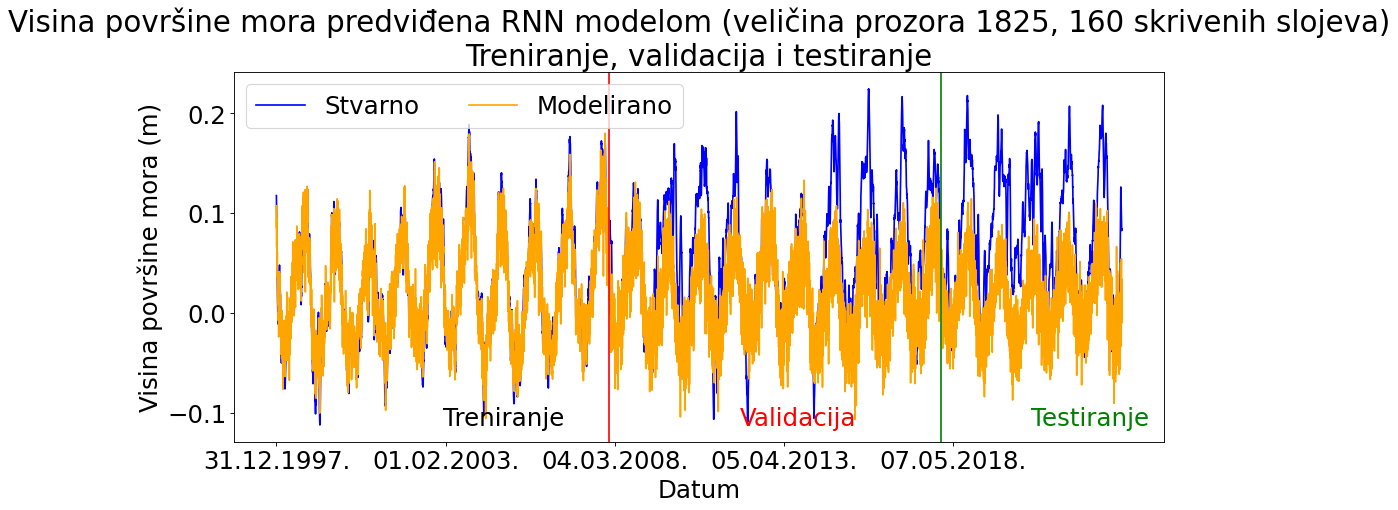 Visina površine mora predviđena RNN modelom (veličina prozora 1825, 160 skrivenih slojeva)
Treniranje, validacija i testiranje
Stvarno
Modelirano
Visina površine mora (m)
0.2
0.1
0.0
−0.1
Treniranje
Validacija
Testiranje
31.12.1997.
01.02.2003.
04.03.2008.
05.04.2013.
07.05.2018.
Datum